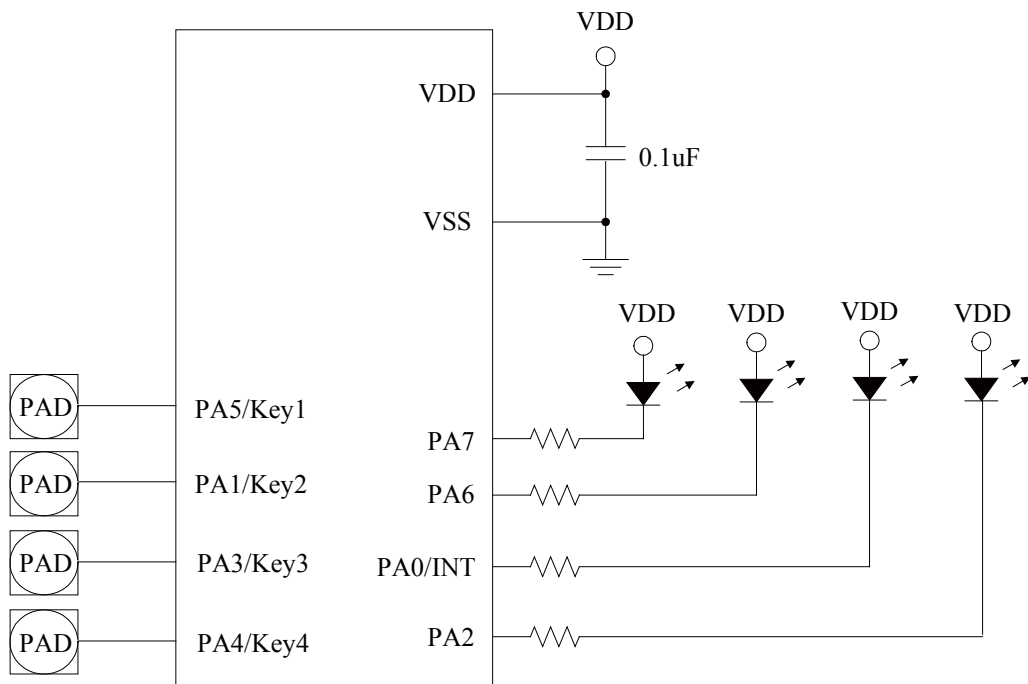 VDD
VDD
0.1uF
VSS
VDD
VDD
VDD
VDD
PAD
PA5/Key1
PA7
PAD
PA1/Key2
PA6
PAD
PA3/Key3
PA0/INT
PAD
PA4/Key4
PA2